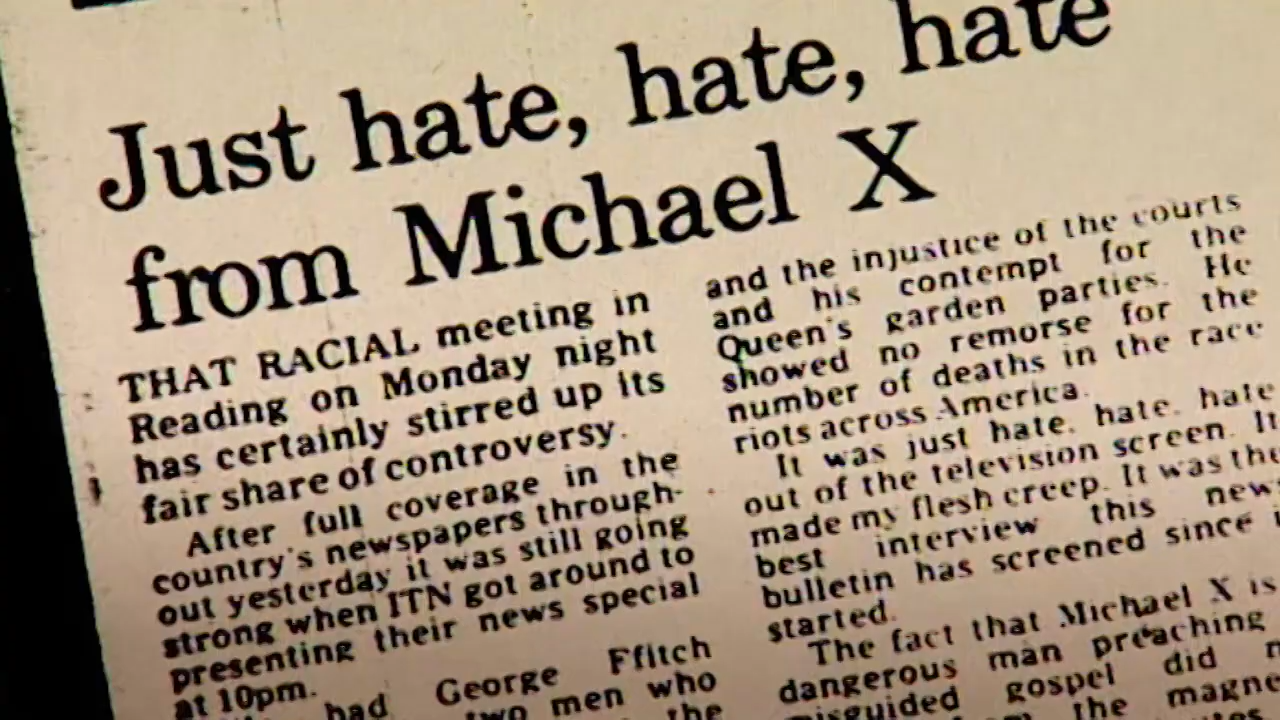 Just hate, hate, hate
from Michael X
THAT RACIAL meeting in
Reading on Monday night
has certainly stirred up its
fair share of controversy.
After full coverage in the
country's newspapers through-
out yesterday it was still going
strong when ITN got around to
presenting their news special
at 10pm.
had George Ffitch
two men who
the
and the injustice of the courts
and his contempt for the
Queen's garden parties. He
showed no remorse for the
number of deaths in the race
riots across America.
It was just hate, hate, hate
out of the television screen. It
made my flesh creep. It was the
best interview this news
bulletin has screened since it
started.
The fact that Michael X is
dangerous man preaching
misguided gospel did
the magne